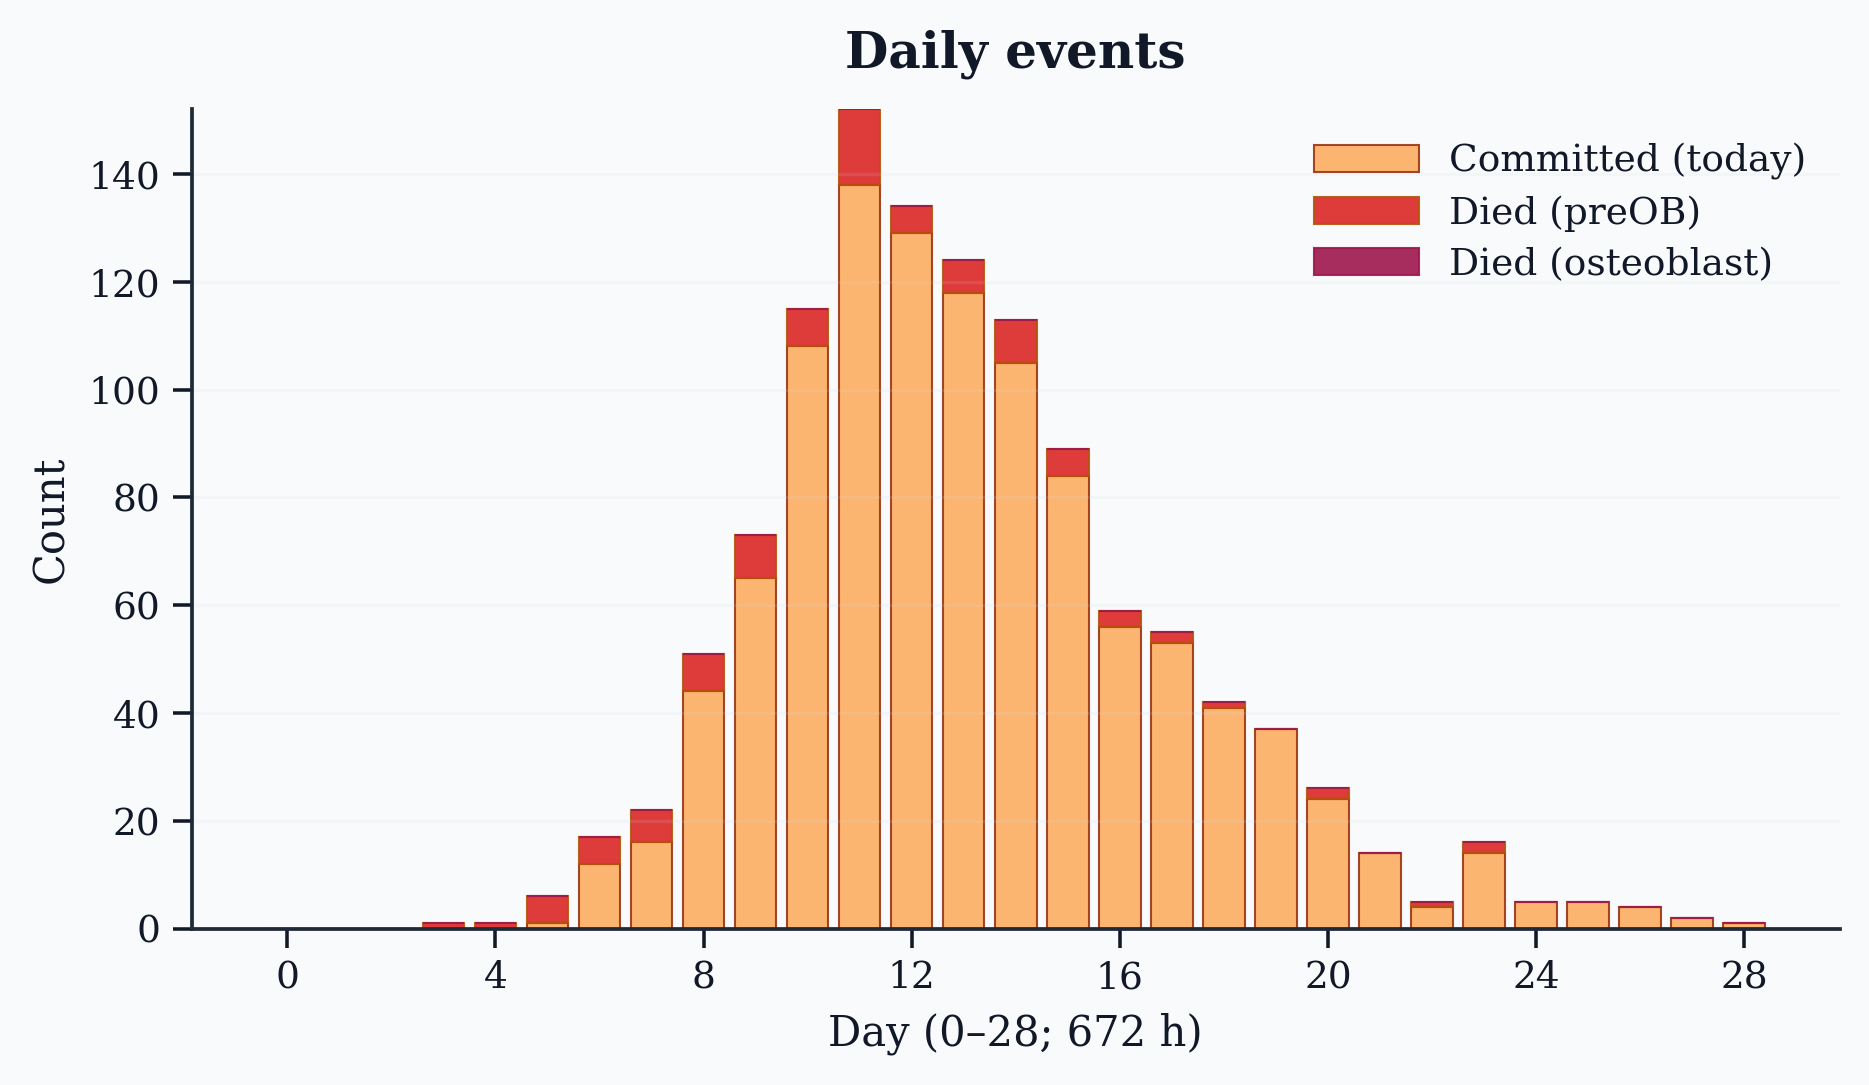 Daily events
Committed (today)
Died (preOB)
Died (osteoblast)
Count
140
120
100
80
60
40
20
0
0 4 8 12 16 20 24 28
Day (0–28; 672 h)